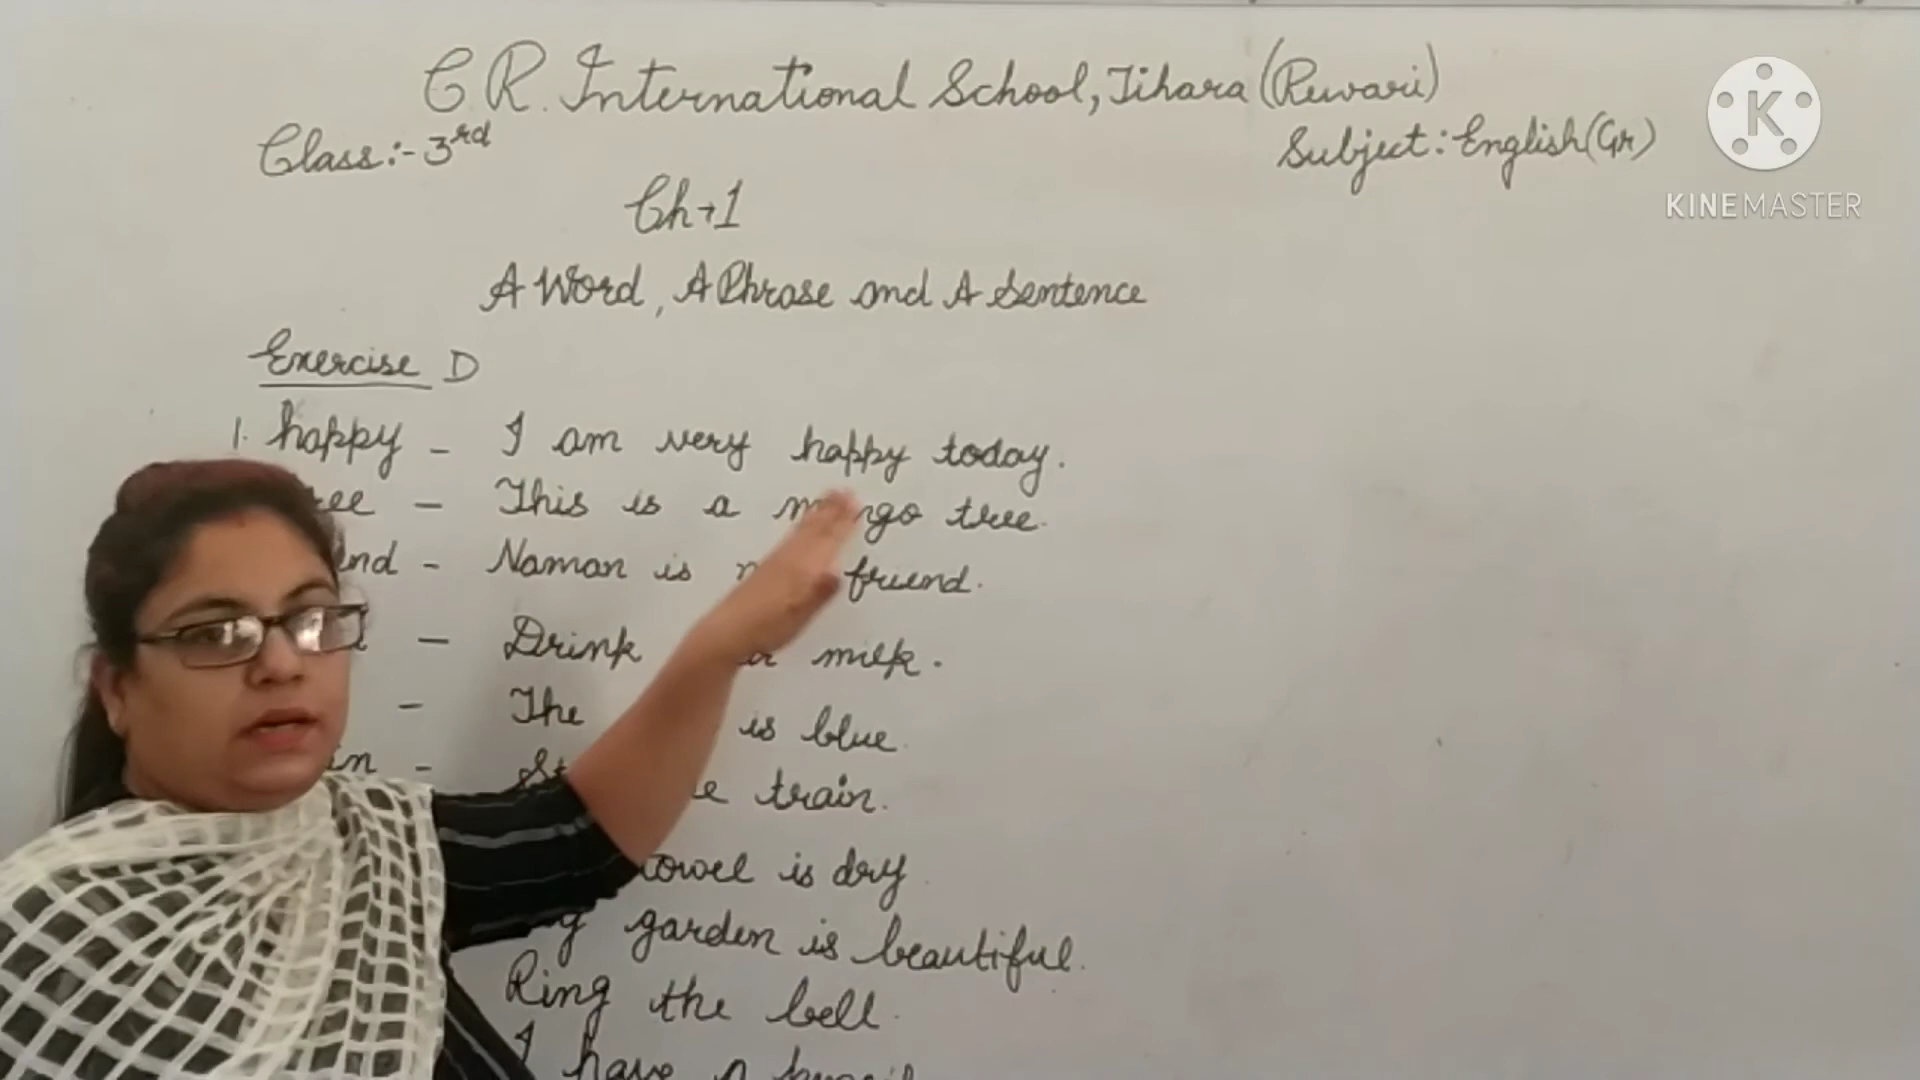 C.R. International School, Jihara (Rewari)
Class:- 3rd
Subject: English (Gr)
KINEMASTER
Ch-1
A Word, A Phrase and A Sentence
Exercise D
1. happy - I am very happy today.
- This is a mango tree.
- Naman is friend.
- Drink milk.
- The is blue.
- train.
towel is dry
garden is beautiful.
Ring the bell.
I have a